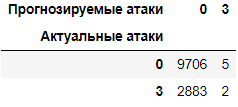 Прогнозируемые атаки 0 3
Актуальные атаки
0 9706 5
3 2883 2